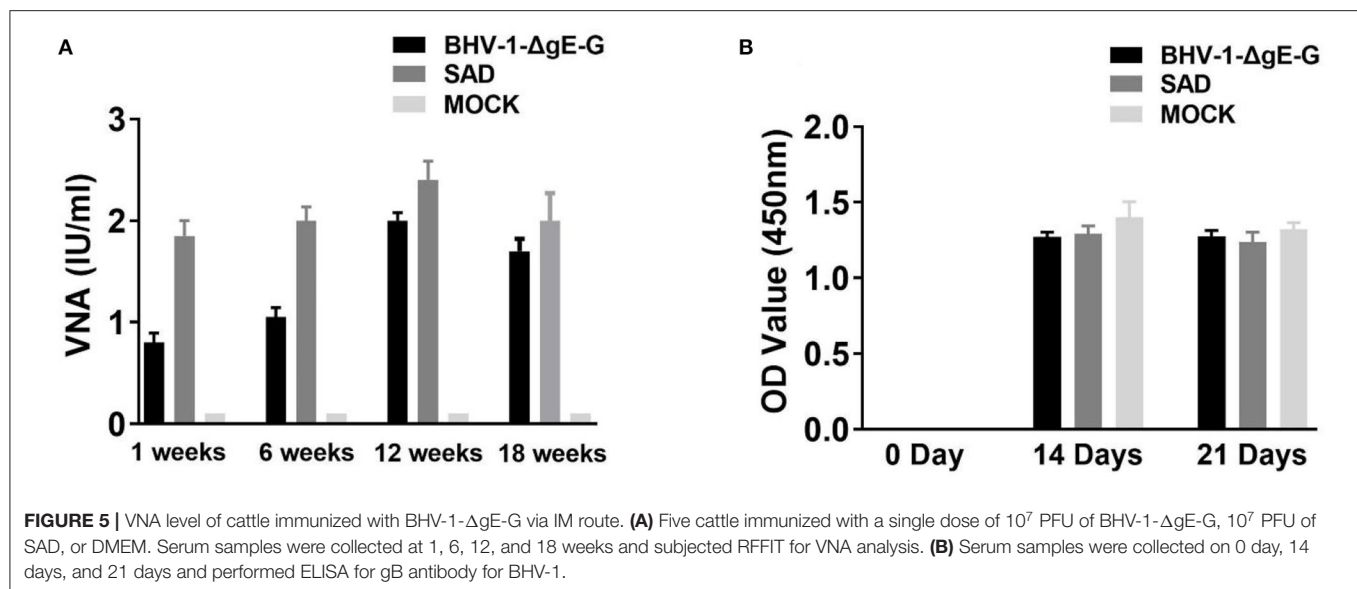 A
BHV-1-ΔgE-G
SAD
MOCK
VNA (IU/ml)
3
2
1
0
1 weeks
6 weeks
12 weeks
18 weeks
B
BHV-1-ΔgE-G
SAD
MOCK
OD Value (450nm)
2.0
1.5
1.0
0.5
0.0
0 Day
14 Days
21 Days
FIGURE 5 | VNA level of cattle immunized with BHV-1-ΔgE-G via IM route. (A) Five cattle immunized with a single dose of 10⁷ PFU of BHV-1-ΔgE-G, 10⁷ PFU of
SAD, or DMEM. Serum samples were collected at 1, 6, 12, and 18 weeks and subjected RFFIT for VNA analysis. (B) Serum samples were collected on 0 day, 14
days, and 21 days and performed ELISA for gB antibody for BHV-1.